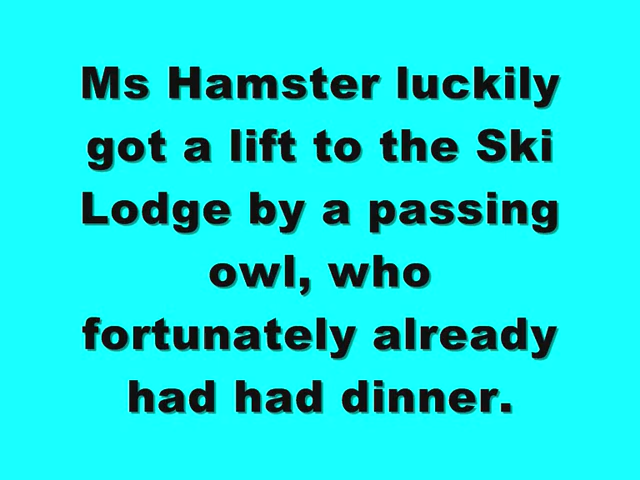 Ms Hamster luckily
got a lift to the Ski
Lodge by a passing
owl, who
fortunately already
had had dinner.